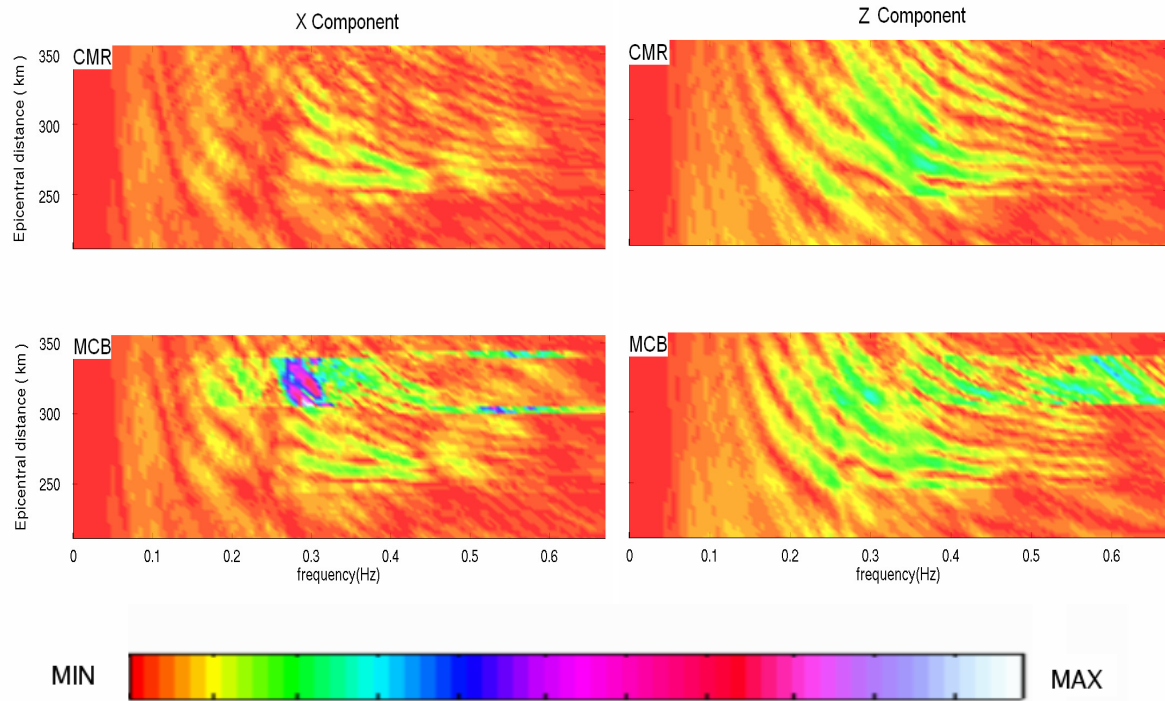 X Component
Z Component
Epicentral distance ( km )
350
300
250
CMR
CMR
Epicentral distance ( km )
350
300
250
MCB
MCB
0 0.1 0.2 0.3 0.4 0.5 0.6
frequency(Hz)
0 0.1 0.2 0.3 0.4 0.5 0.6
frequency(Hz)
MIN
MAX